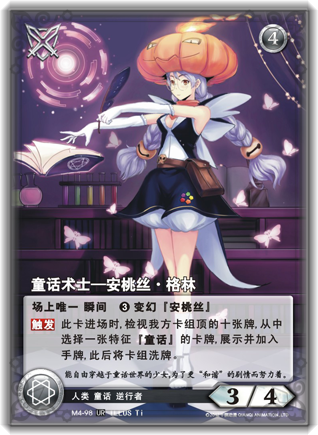 4
童话术士—安桃丝·格林
场上唯一 瞬间 3 变幻『安桃丝』
触发 此卡进场时,检视我方卡组顶的十张牌,从中
选择一张特征『童话』的卡牌,展示并加入
手牌,此后将卡组洗牌。
能自由穿越于童话世界的少女,为了更“和谐”的剧情而努力着。
人类 童话 逆行者
3 / 4
M4-98 UR ILLUS Ti